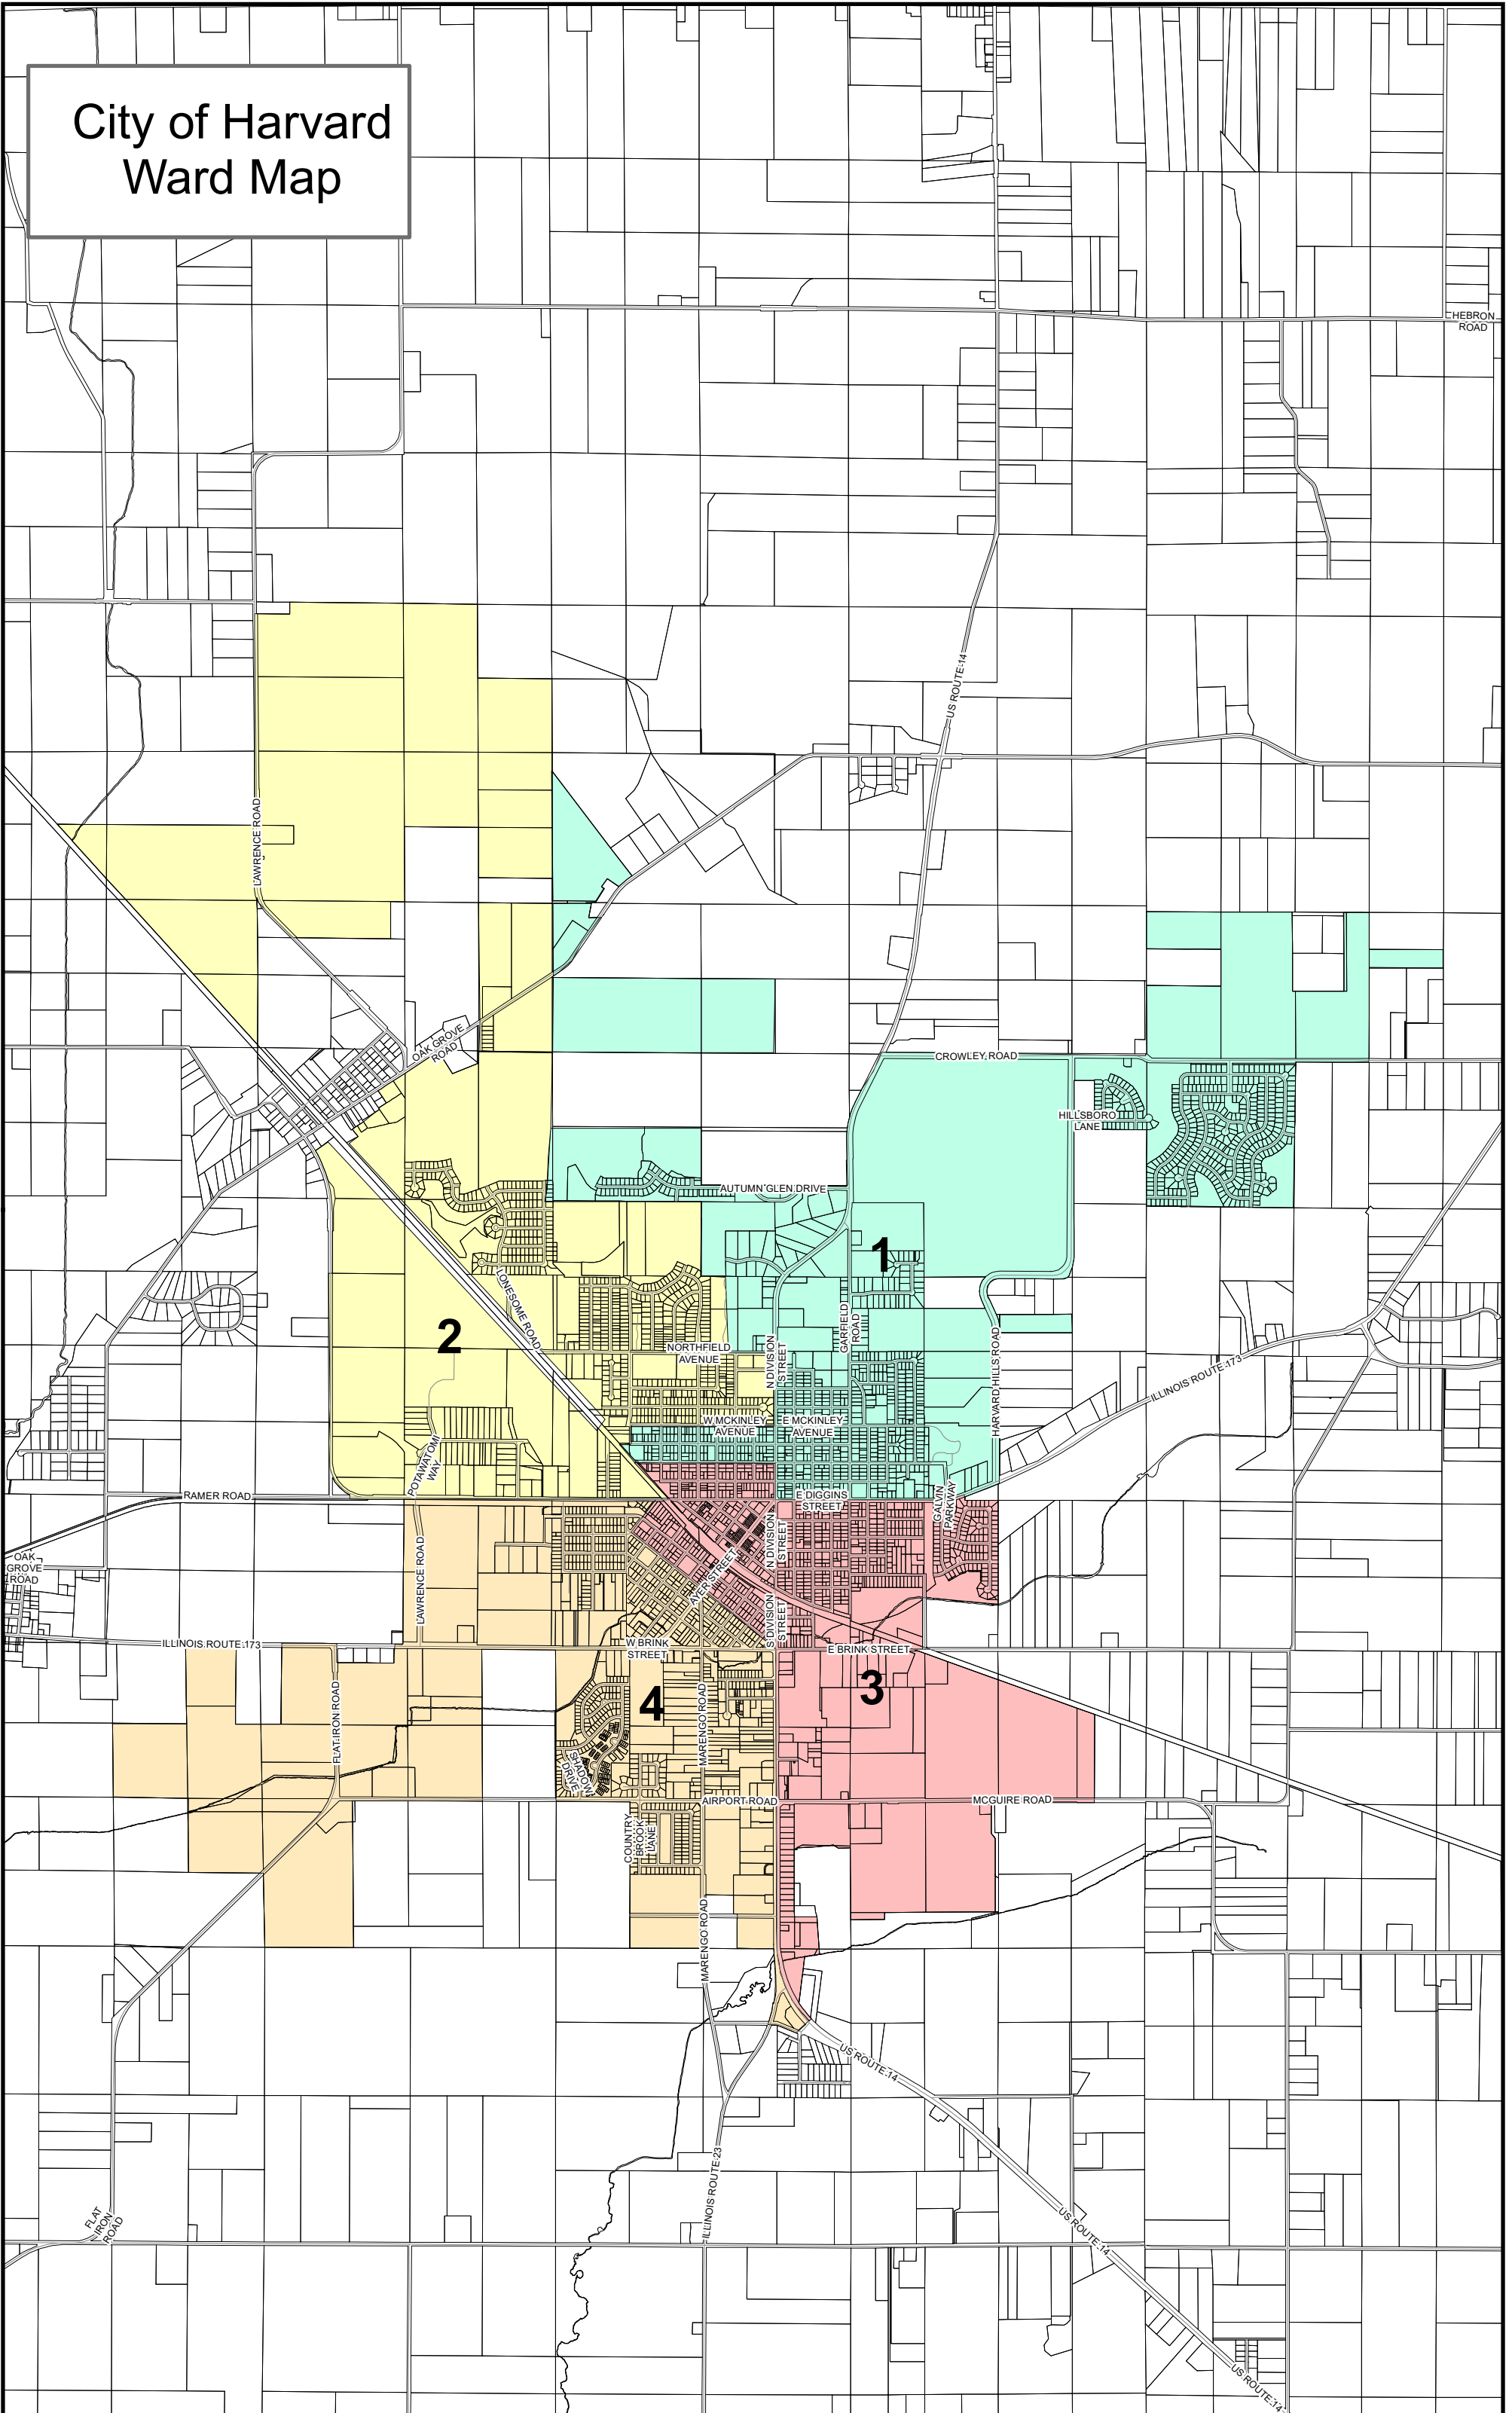 City of Harvard
Ward Map
HEBRON
ROAD
US ROUTE 14
LAWRENCE ROAD
OAK GROVE
ROAD
CROWLEY ROAD
HILLSBORO
LANE
AUTUMN GLEN DRIVE
1
LONESOME ROAD
2
GARFIELD
ROAD
NORTHFIELD
AVENUE
N DIVISION
STREET
HARVARD HILLS ROAD
ILLINOIS ROUTE 173
W MCKINLEY
AVENUE
E MCKINLEY
AVENUE
POTAWATOMI
WAY
RAMER ROAD
E DIGGINS
STREET
GALVIN
PARKWAY
OAK
GROVE
ROAD
LAWRENCE ROAD
AYER STREET
N DIVISION
STREET
S DIVISION
STREET
ILLINOIS ROUTE 173
W BRINK
STREET
E BRINK STREET
3
4
FLAT IRON ROAD
MARENGO ROAD
SHADOW
DRIVE
AIRPORT ROAD
MCGUIRE ROAD
COUNTRY
BROOK
LANE
MARENGO ROAD
US ROUTE 14
ILLINOIS ROUTE 23
FLAT
IRON
ROAD
US ROUTE 14
US ROUTE 14